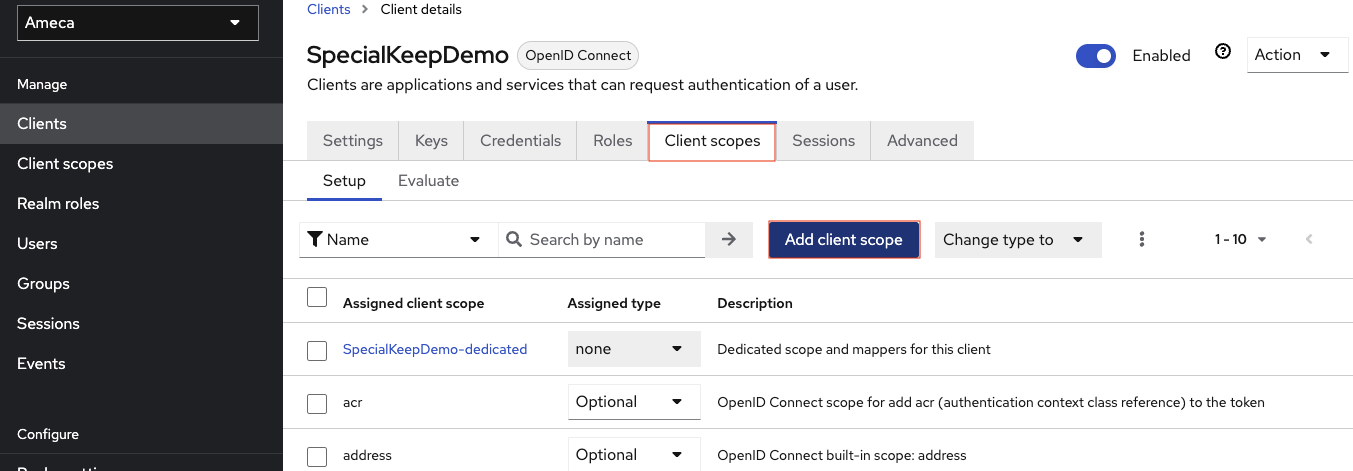 Ameca
Manage
Clients
Client scopes
Realm roles
Users
Groups
Sessions
Events
Configure
Clients > Client details
SpecialKeepDemo OpenID Connect
Enabled
Action
Clients are applications and services that can request authentication of a user.
Settings Keys Credentials Roles Client scopes Sessions Advanced
Setup Evaluate
Name Search by name Add client scope Change type to 1 - 10
Assigned client scope Assigned type Description
SpecialKeepDemo-dedicated none Dedicated scope and mappers for this client
acr Optional OpenID Connect scope for add acr (authentication context class reference) to the token
address Optional OpenID Connect built-in scope: address